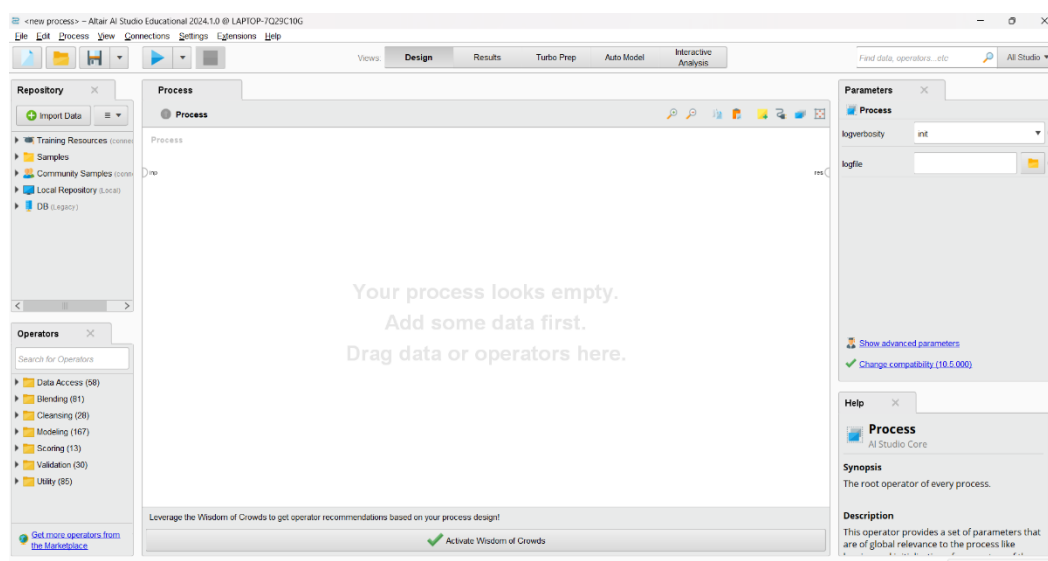 <new process> – Altair AI Studio Educational 2024.1.0 @ LAPTOP-7Q29C10G
File Edit Process View Connections Settings Extensions Help
Views: Design Results Turbo Prep Auto Model Interactive Analysis
Find data, operators...etc All Studio
Repository
Import Data
Training Resources
Samples
Community Samples
Local Repository (Local)
DB (Legacy)
Operators
Search for Operators
Data Access (58)
Blending (81)
Cleansing (28)
Modeling (167)
Scoring (13)
Validation (30)
Utility (85)
Get more operators from
the Marketplace
Process
Process
Process
inp
res
Your process looks empty.
Add some data first.
Drag data or operators here.
Leverage the Wisdom of Crowds to get operator recommendations based on your process design!
Activate Wisdom of Crowds
Parameters
Process
logverbosity init
logfile
Show advanced parameters
Change compatibility (10.5.000)
Help
Process
AI Studio Core
Synopsis
The root operator of every process.
Description
This operator provides a set of parameters that
are of global relevance to the process like